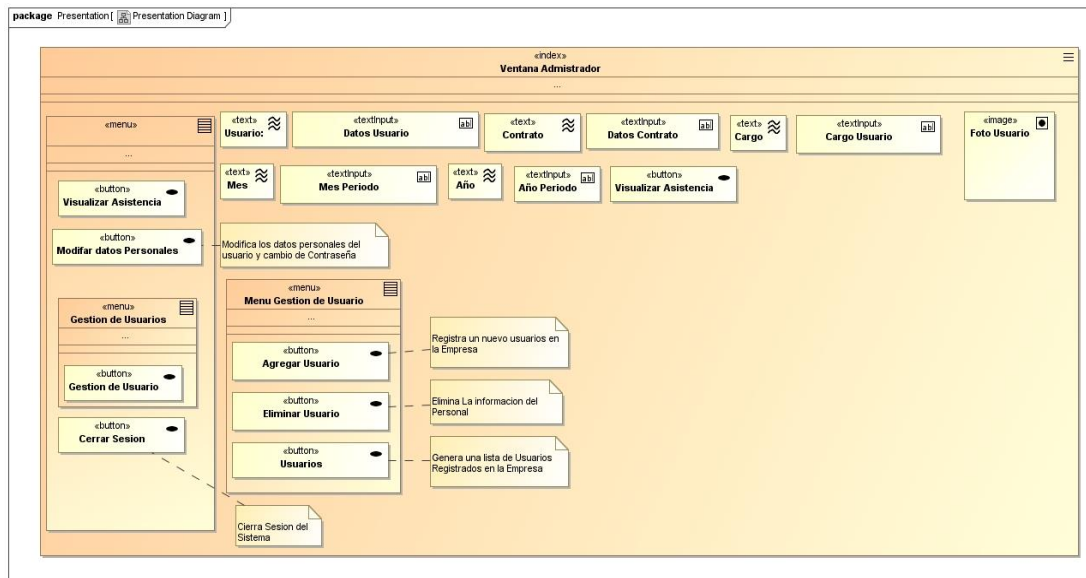 package Presentation [ Presentation Diagram ]
«index»
Ventana Admistrador
...
«menu»
...
«button»
Visualizar Asistencia
«button»
Modifar datos Personales
«menu»
Gestion de Usuarios
...
«button»
Gestion de Usuario
«button»
Cerrar Sesion
«text»
Usuario:
«textInput»
Datos Usuario
ab
«text»
Contrato
«textInput»
Datos Contrato
ab
«text»
Cargo
«textInput»
Cargo Usuario
ab
«image»
Foto Usuario
«text»
Mes
«textInput»
Mes Periodo
ab
«text»
Año
«textInput»
Año Periodo
ab
«button»
Visualizar Asistencia
Modifica los datos personales del
usuario y cambio de Contraseña
«menu»
Menu Gestion de Usuario
...
«button»
Agregar Usuario
«button»
Eliminar Usuario
«button»
Usuarios
Registra un nuevo usuarios en
la Empresa
Elimina La informacion del
Personal
Genera una lista de Usuarios
Registrados en la Empresa
Cierra Sesion del
Sistema